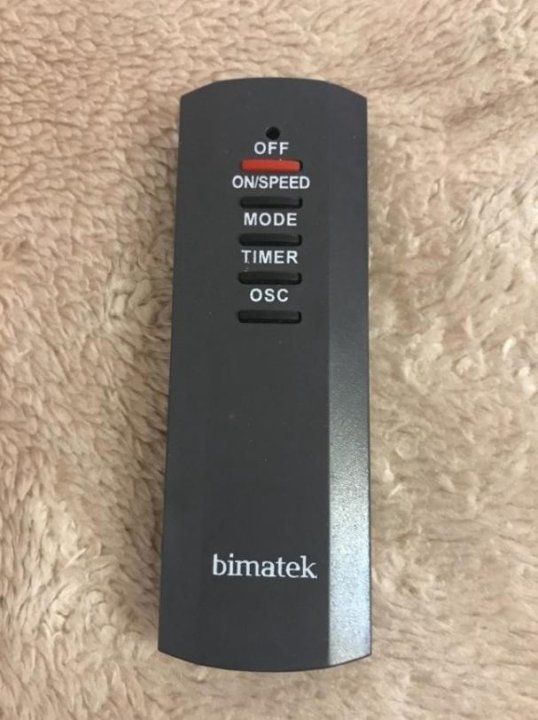 OFF
ON/SPEED
MODE
TIMER
OSC
bimatek